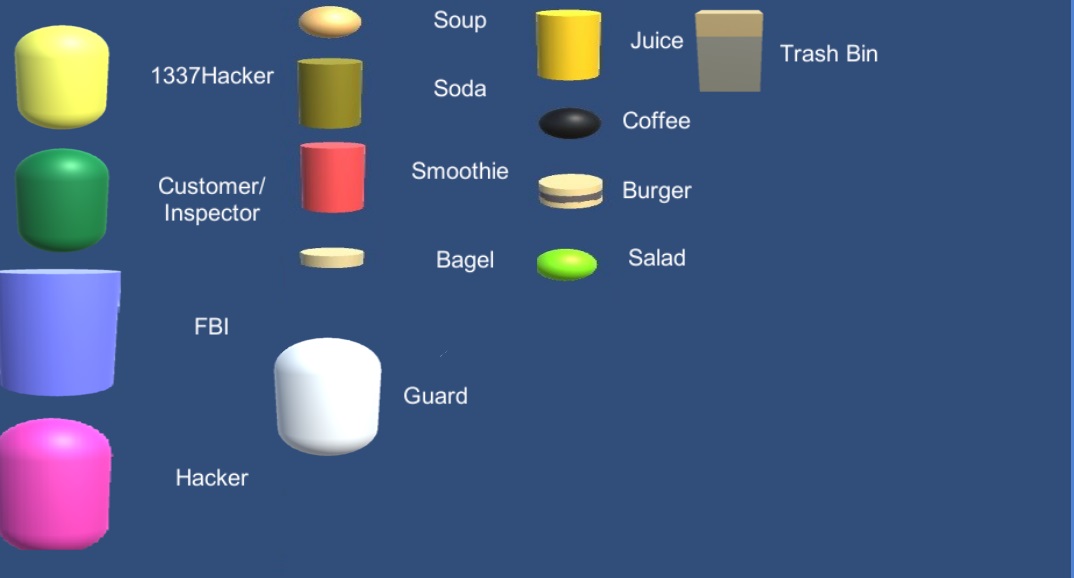 1337Hacker
Customer/
Inspector
FBI
Hacker
Soup
Soda
Smoothie
Bagel
Guard
Juice
Coffee
Burger
Salad
Trash Bin